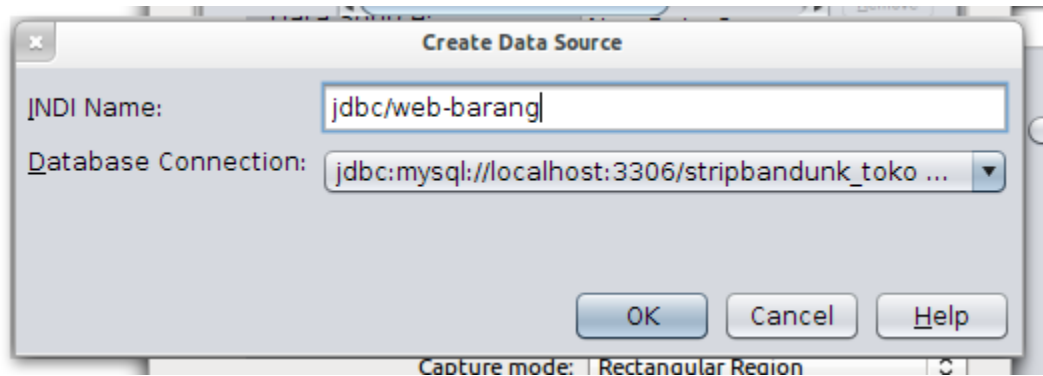 Create Data Source
JNDI Name: jdbc/web-barang
Database Connection: jdbc:mysql://localhost:3306/stripbandunk_toko ...
OK Cancel Help
Capture mode: Rectangular Region